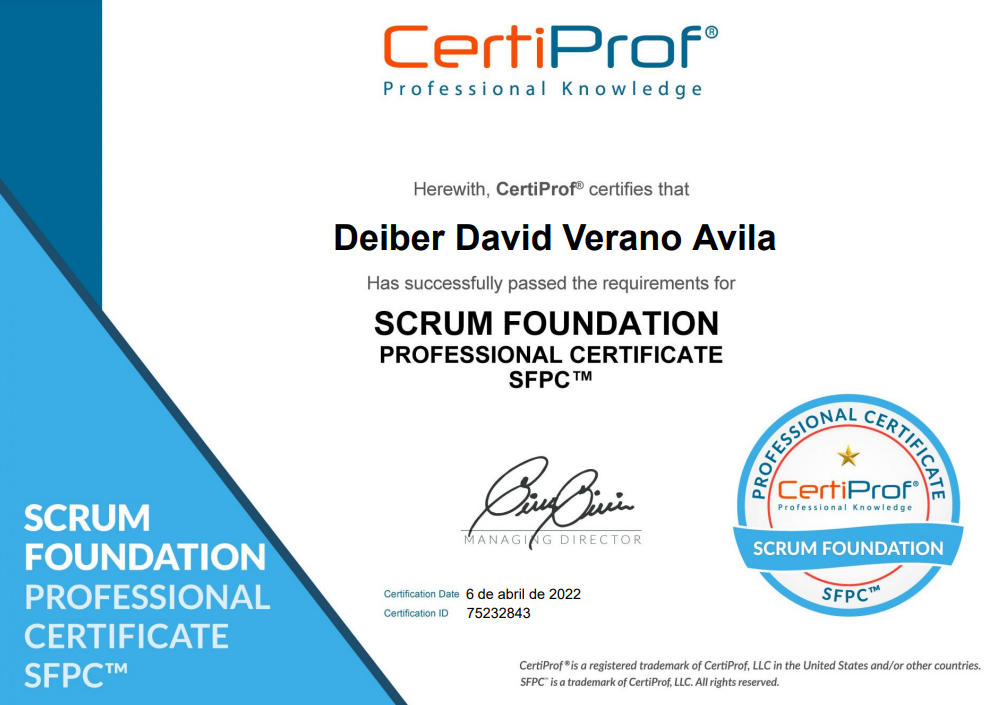 CertiProf®
Professional Knowledge
Herewith, CertiProf® certifies that
Deiber David Verano Avila
Has successfully passed the requirements for
SCRUM FOUNDATION
PROFESSIONAL CERTIFICATE
SFPC™
MANAGING DIRECTOR
Certification Date 6 de abril de 2022
Certification ID 75232843
SCRUM
FOUNDATION
PROFESSIONAL
CERTIFICATE
SFPC™
PROFESSIONAL CERTIFICATE
CertiProf®
Professional Knowledge
SCRUM FOUNDATION
SFPC™
CertiProf® is a registered trademark of CertiProf, LLC in the United States and/or other countries.
SFPC™ is a trademark of CertiProf, LLC. All rights reserved.